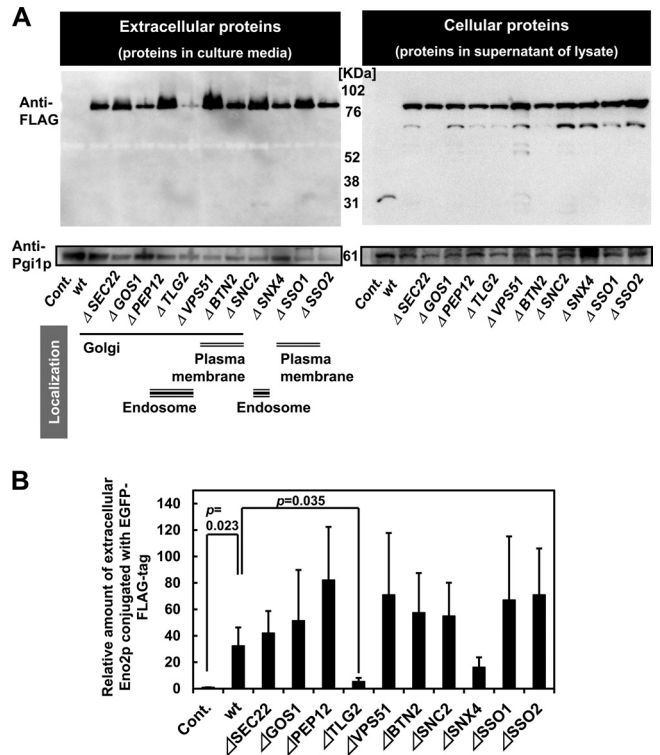 A
Extracellular proteins
(proteins in culture media)
Cellular proteins
(proteins in supernatant of lysate)
Anti-
FLAG
[KDa]
102
76
52
38
31
Anti-
Pgi1p
61
Cont.
wt
ΔSEC22
ΔGOS1
ΔPEP12
ΔTLG2
ΔVPS51
ΔBTN2
ΔSNC2
ΔSNX4
ΔSSO1
ΔSSO2
Cont.
wt
ΔSEC22
ΔGOS1
ΔPEP12
ΔTLG2
ΔVPS51
ΔBTN2
ΔSNC2
ΔSNX4
ΔSSO1
ΔSSO2
Localization
Golgi
Plasma
membrane
Plasma
membrane
Endosome
Endosome
B
Relative amount of extracellular
Eno2p conjugated with EGFP-
FLAG-tag
140
120
100
80
60
40
20
0
p=
0.023
p=0.035
Cont.
wt
ΔSEC22
ΔGOS1
ΔPEP12
ΔTLG2
ΔVPS51
ΔBTN2
ΔSNC2
ΔSNX4
ΔSSO1
ΔSSO2